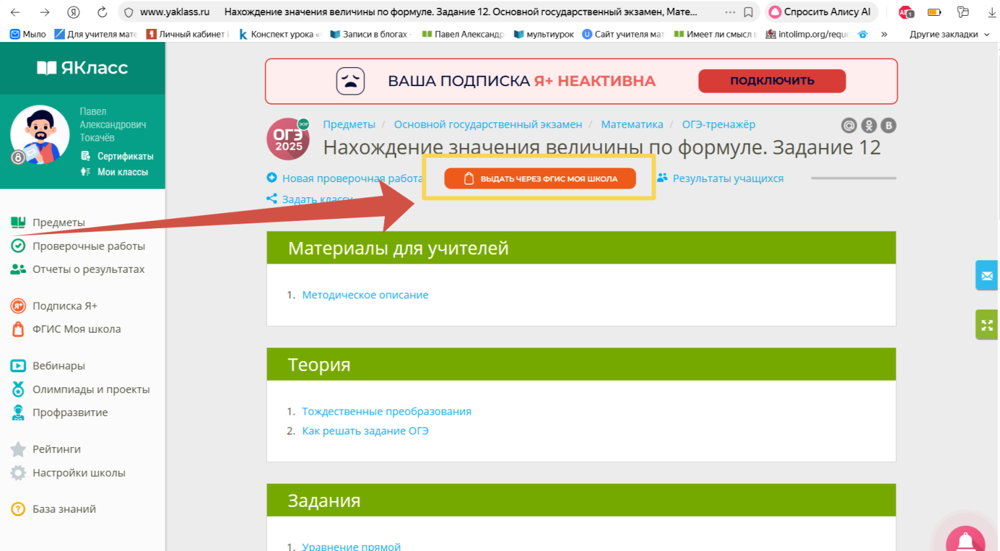 www.yaklass.ru Нахождение значения величины по формуле. Задание 12. Основной государственный экзамен, Мате... Спросить Алису AI
Мыло Для учителя мате Личный кабинет Конспект урока « Записи в блогах - Павел Александр мультиурок Сайт учителя мат Имеет ли смысл в intolimp.org/reque » Другие закладки
ЯКласс
Павел
Александрович
Токачёв
8
Сертификаты
Мои классы
Предметы
Проверочные работы
Отчеты о результатах
Подписка Я+
ФГИС Моя школа
Вебинары
Олимпиады и проекты
Профразвитие
Рейтинги
Настройки школы
База знаний
ВАША ПОДПИСКА Я+ НЕАКТИВНА ПОДКЛЮЧИТЬ
ОГЭ
2025
ЭОР
Предметы / Основной государственный экзамен / Математика / ОГЭ-тренажёр
Нахождение значения величины по формуле. Задание 12
Новая проверочная работа ВЫДАТЬ ЧЕРЕЗ ФГИС МОЯ ШКОЛА Результаты учащихся
Задать классу
Материалы для учителей
1. Методическое описание
Теория
1. Тождественные преобразования
2. Как решать задание ОГЭ
Задания
1. Уравнение прямой